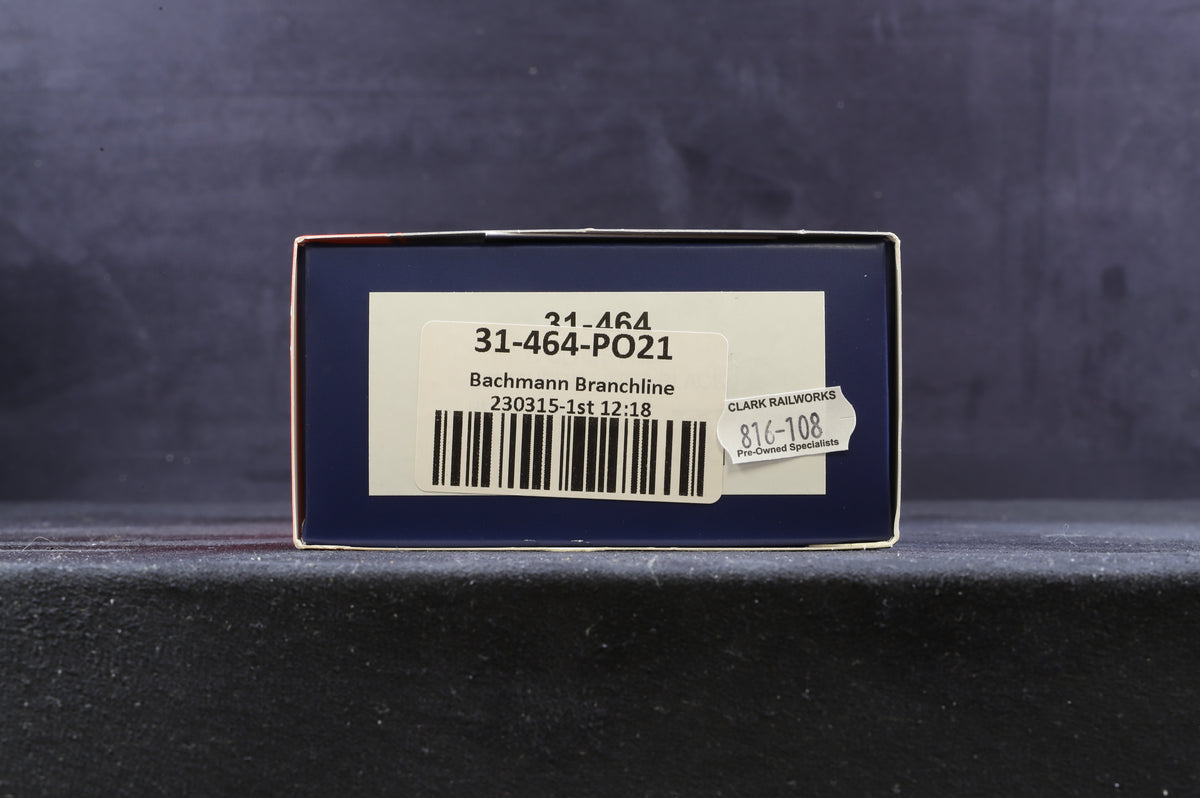 31-464
31-464-PO21
Bachmann Branchline
230315-1st 12:18
CLARK RAILWORKS
816-108
Pre-Owned Specialists